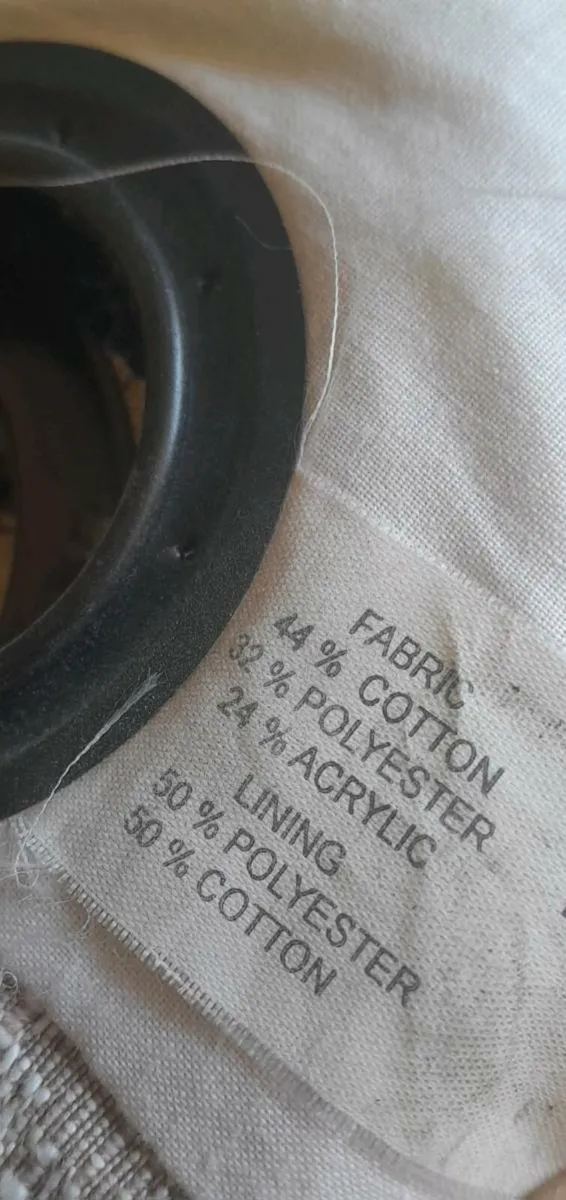 FABRIC
44 % COTTON
32 % POLYESTER
24 % ACRYLIC
LINING
50 % POLYESTER
50 % COTTON